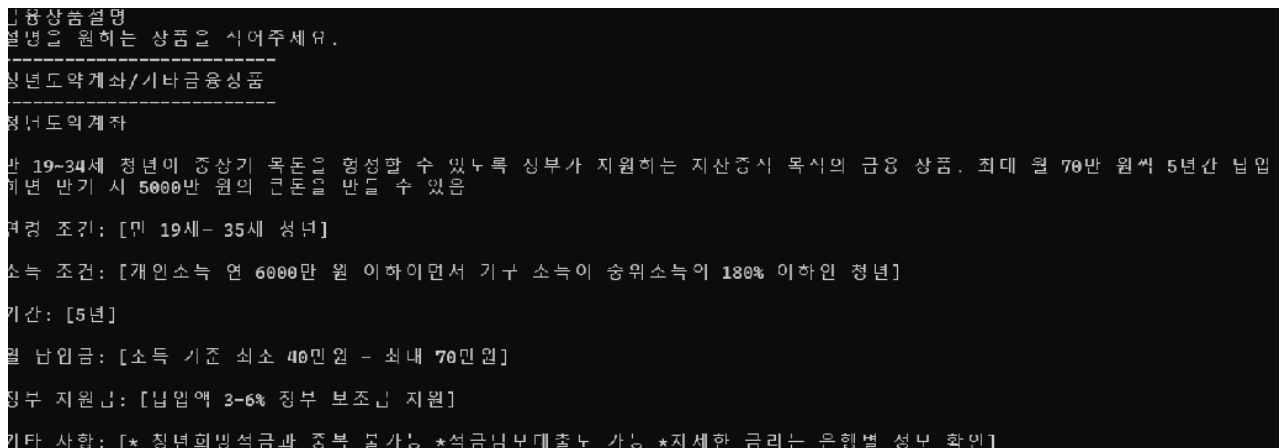 금융상품설명
설명을 원하는 상품을 적어주세요.
--------------------------
청년도약계좌/기타금융상품
--------------------------
청년도약계좌
만 19~34세 청년이 중장기 목돈을 형성할 수 있도록 정부가 지원하는 자산증식 목적의 금융 상품. 최대 월 70만 원씩 5년간 납입
하면 만기 시 5000만 원의 큰돈을 만들 수 있음
연령 조건: [만 19세- 35세 청년]
소득 조건: [개인소득 연 6000만 원 이하이면서 가구 소득이 중위소득의 180% 이하인 청년]
기간: [5년]
월 납입금: [소득 기준 최소 40만원 - 최대 70만원]
정부 지원금: [납입액 3-6% 정부 보조금 지원]
기타 사항: [* 청년희망적금과 중복 불가능 *적금담보대출도 가능 *자세한 금리는 은행별 정보 확인]